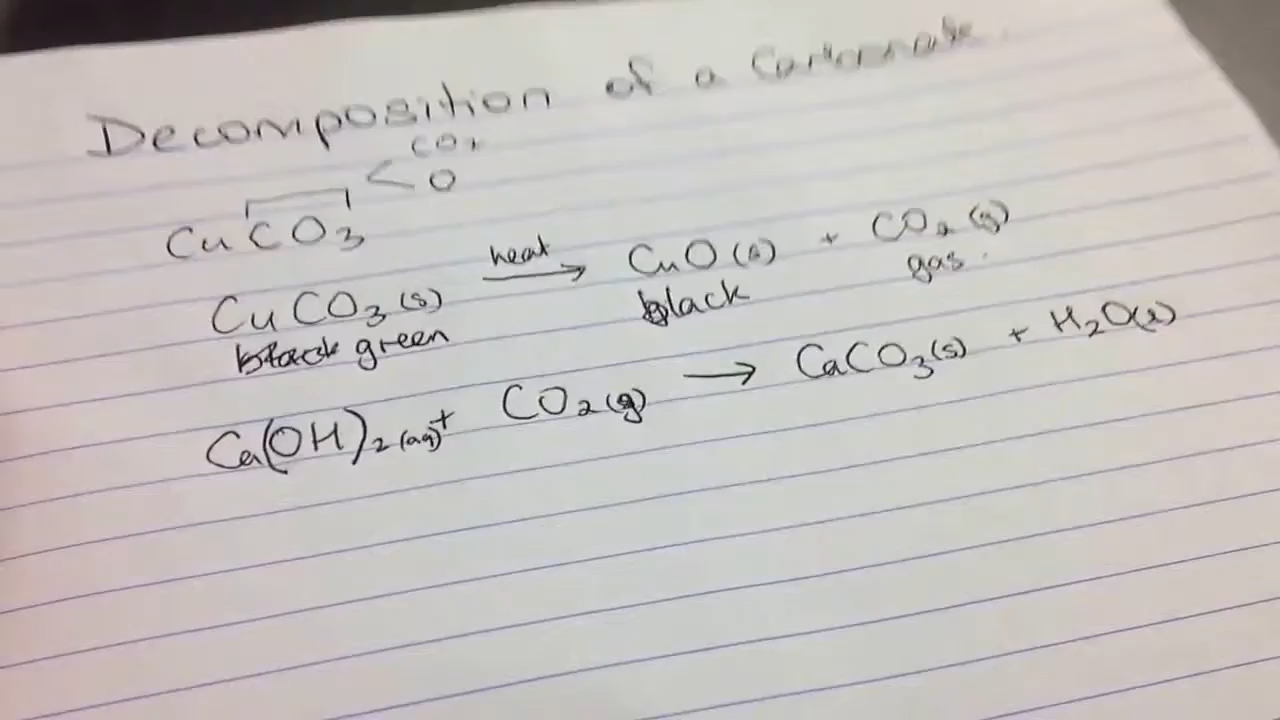 Decomposition of a Carbonate
CO₂
< O
CuCO₃
CuCO₃(s) heat → CuO(s) + CO₂(g)
black green black gas
Ca(OH)₂(aq) + CO₂(g) → CaCO₃(s) + H₂O(l)